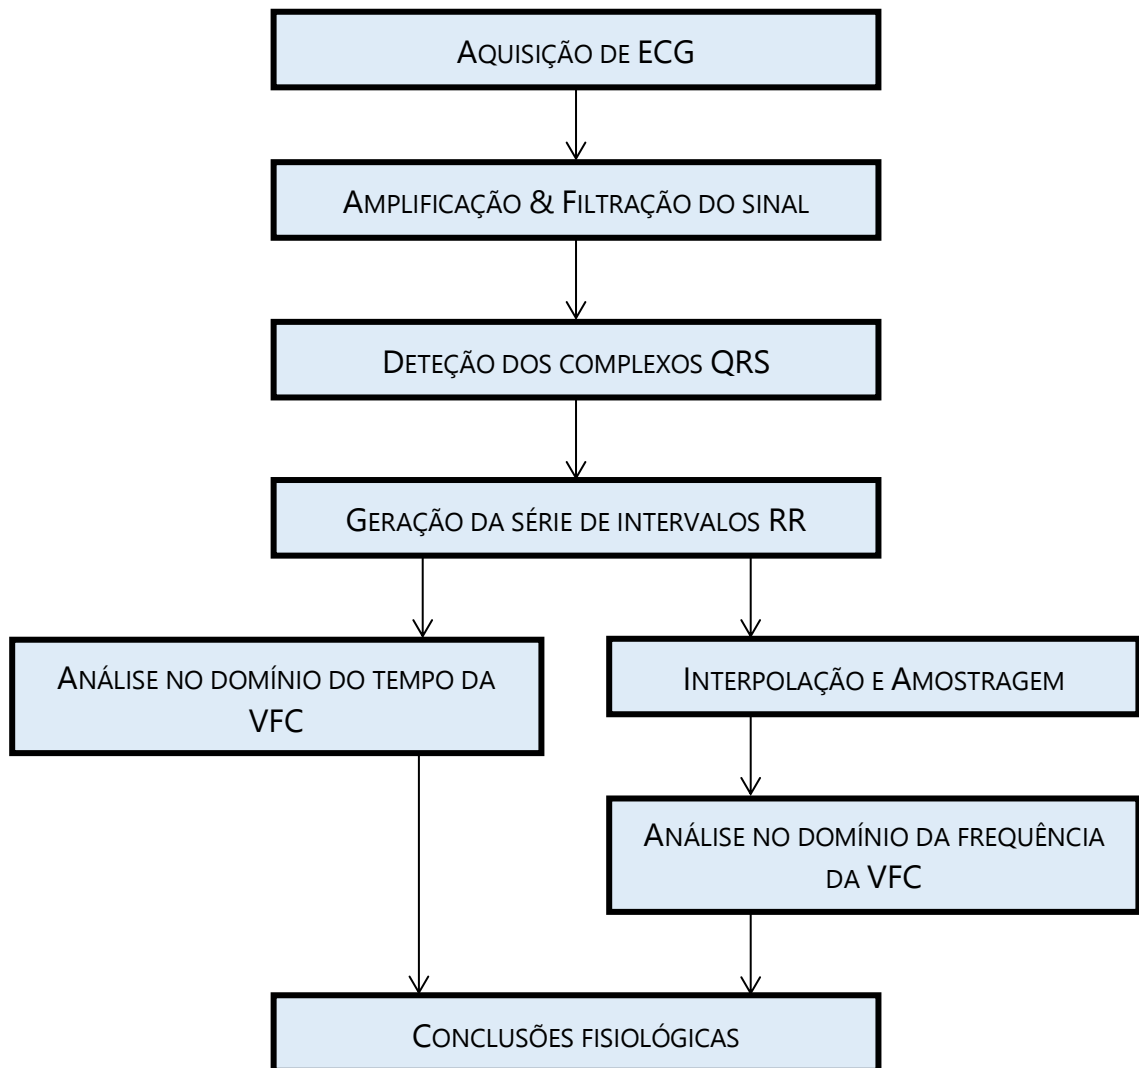 Aquisição de ECG
Amplificação & Filtração do sinal
Deteção dos complexos QRS
Geração da série de intervalos RR
Análise no domínio do tempo da
VFC
Interpolação e Amostragem
Análise no domínio da frequência
da VFC
Conclusões fisiológicas